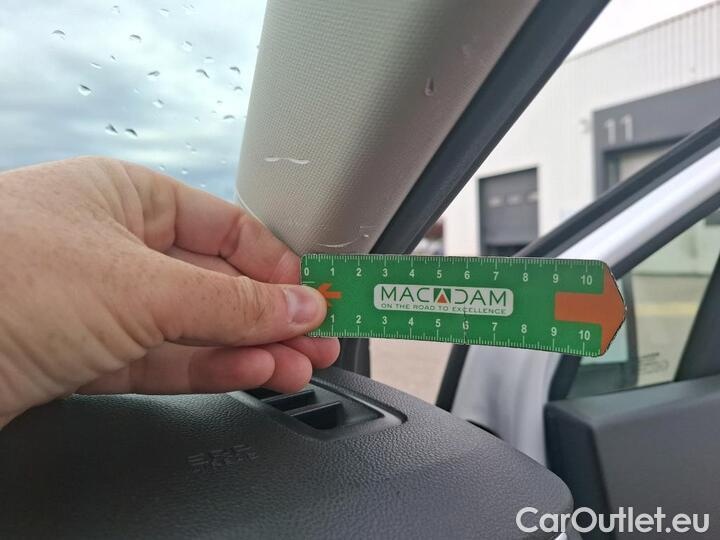 11
0 1 2 3 4 5 6 7 8 9 10
MACADAM
ON THE ROAD TO EXCELLENCE
1 2 3 4 5 6 7 8 9 10
CarOutlet.eu